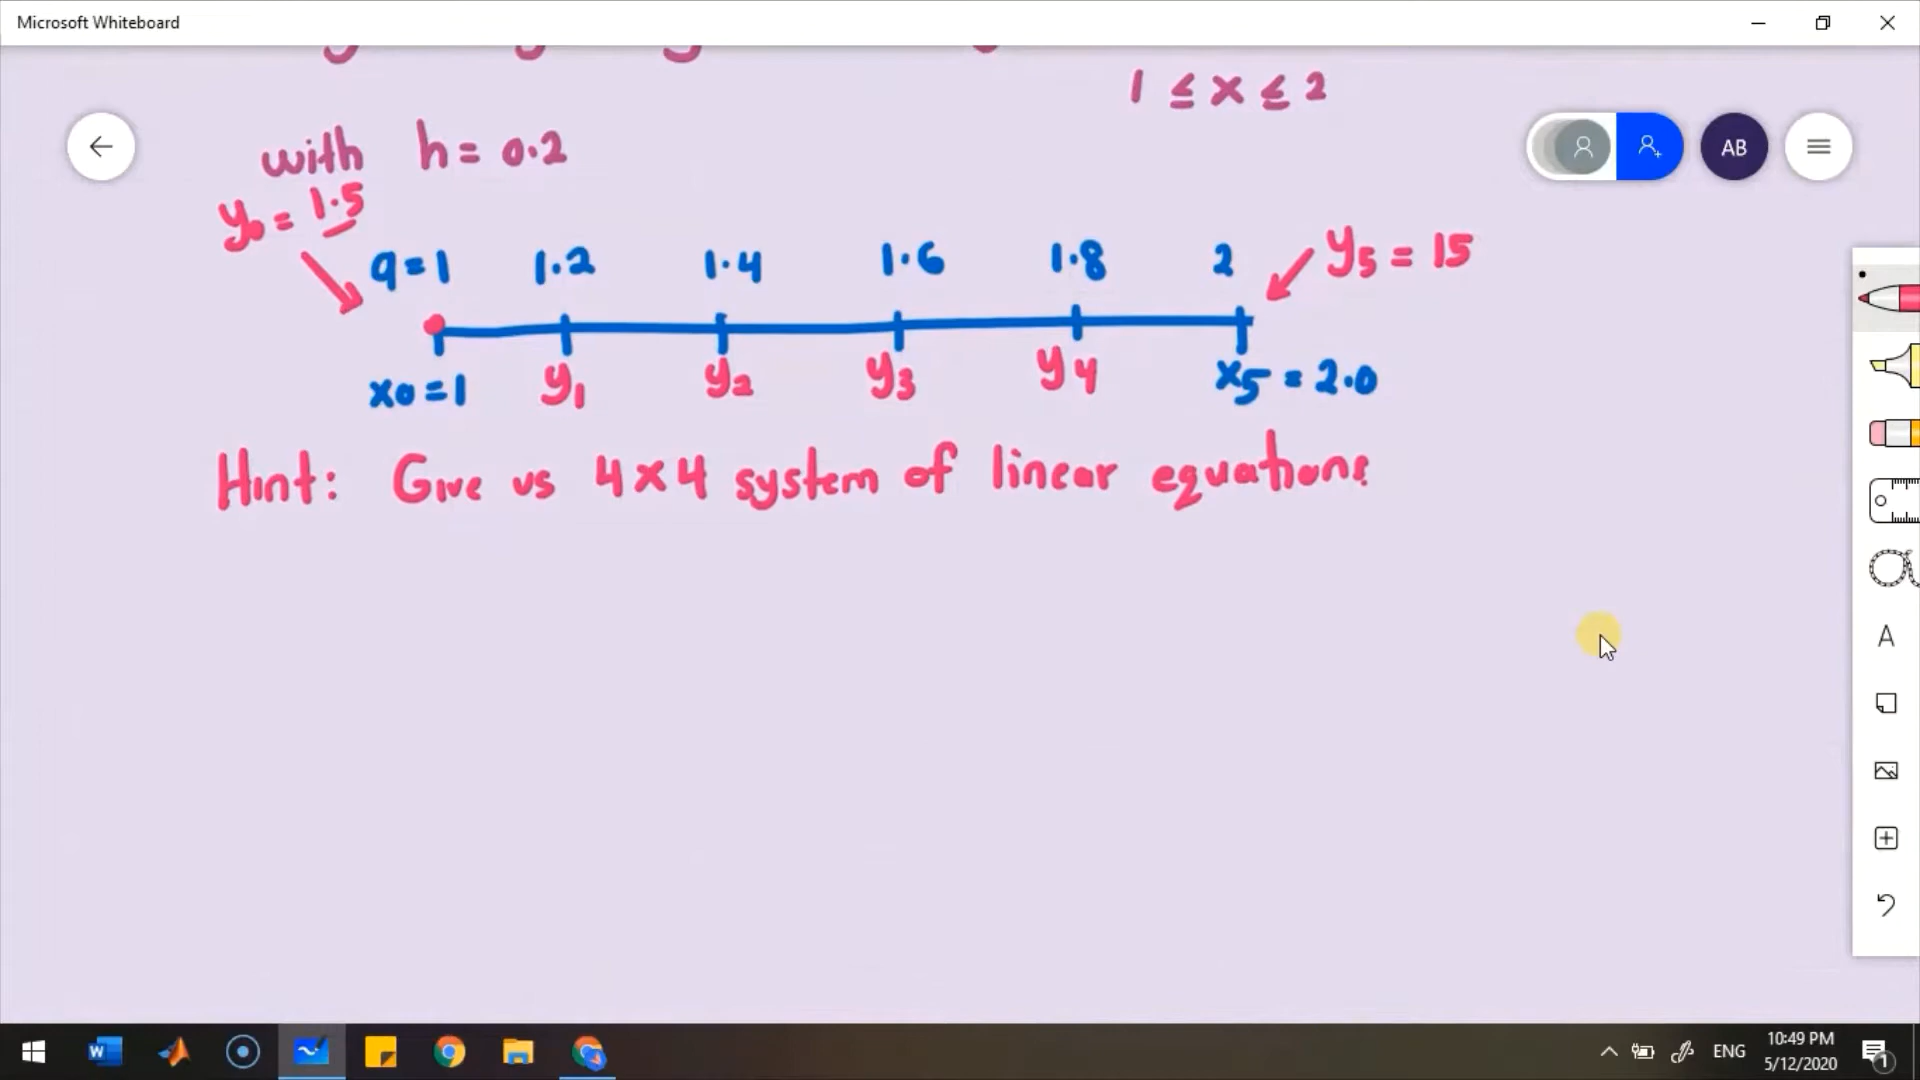 Microsoft Whiteboard
1 ≤ x ≤ 2
with h = 0.2
AB
y0 = 1.5
a = 1 1.2 1.4 1.6 1.8 2
y5 = 15
x0 = 1 y1 y2 y3 y4 x5 = 2.0
Hint: Give us 4x4 system of linear equations
A
ENG
10:49 PM
5/12/2020
1